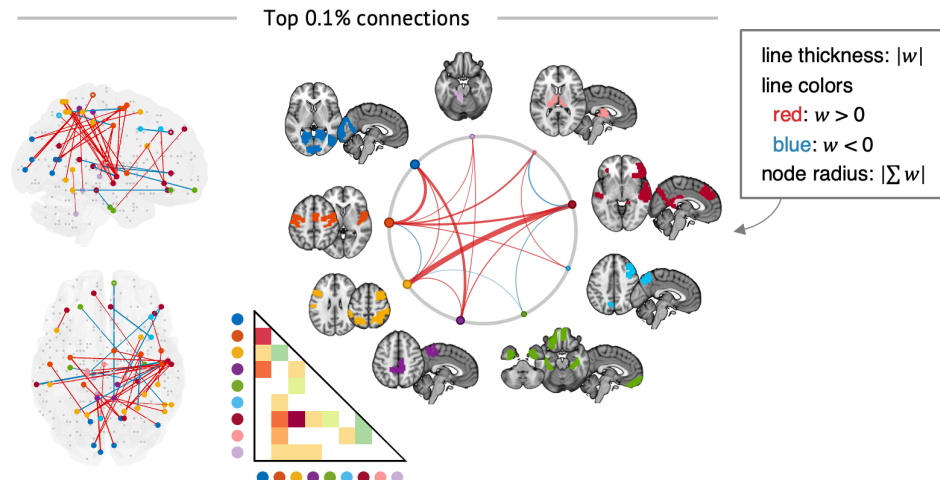 Top 0.1% connections
line thickness: |w|
line colors
red: w > 0
blue: w < 0
node radius: |∑ w|